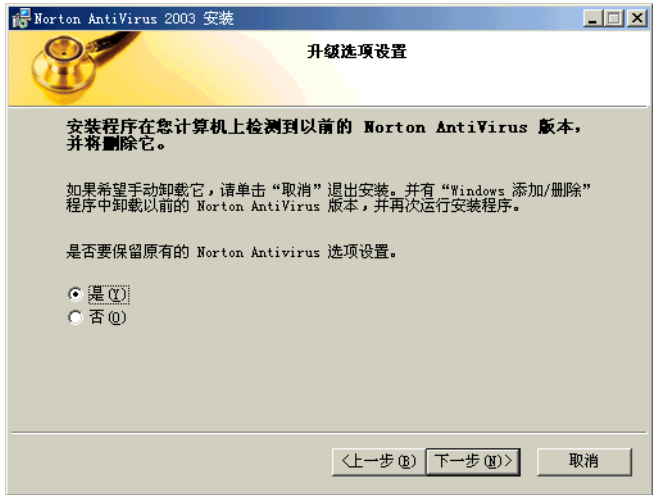 Norton AntiVirus 2003 安装
升级选项设置
安装程序在您计算机上检测到以前的 Norton AntiVirus 版本，
并将删除它。
如果希望手动卸载它，请单击“取消”退出安装。并有“Windows 添加/删除”
程序中卸载以前的 Norton AntiVirus 版本，并再次运行安装程序。
是否要保留原有的 Norton Antivirus 选项设置。
是(Y)
否(O)
<上一步(B) 下一步(N)> 取消